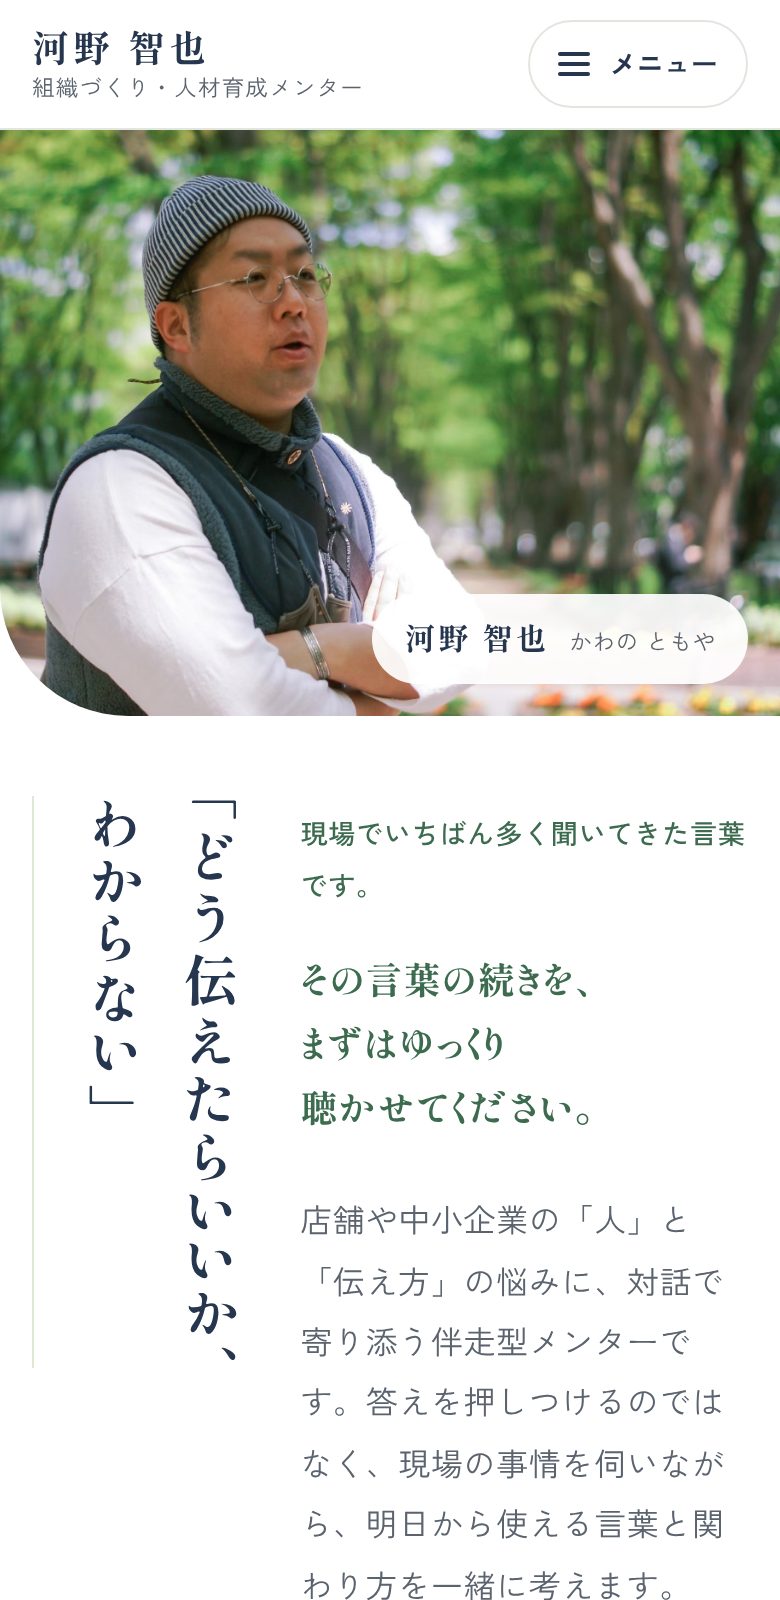 河野 智也
組織づくり・人材育成メンター
メニュー
河野 智也 かわの ともや
「どう伝えたらいいか、
わからない」
現場でいちばん多く聞いてきた言葉
です。
その言葉の続きを、
まずはゆっくり
聴かせてください。
店舗や中小企業の「人」と
「伝え方」の悩みに、対話で
寄り添う伴走型メンターで
す。答えを押しつけるのでは
なく、現場の事情を伺いなが
ら、明日から使える言葉と関
わり方を一緒に考えます。